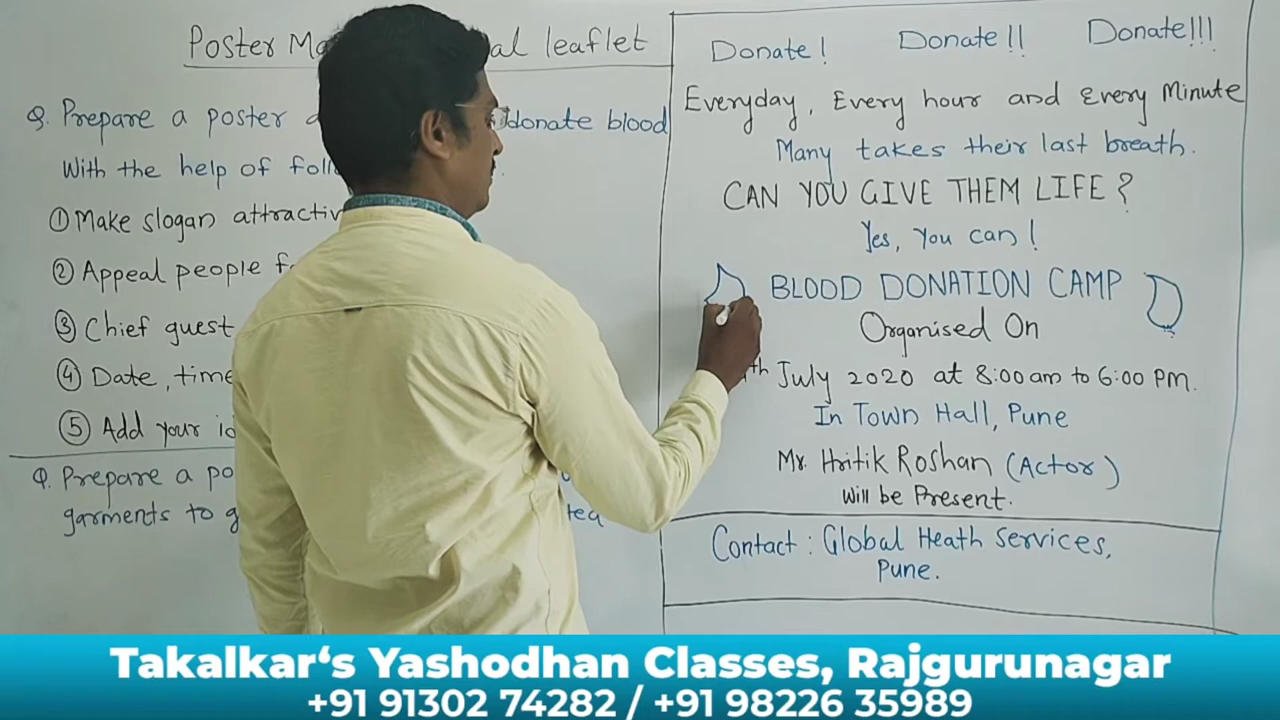 Poster Ma al leaflet
Q. Prepare a poster donate blood
With the help of foll
① Make slogan attractiv
② Appeal people f
③ Chief guest
④ Date, time
⑤ Add your
Q. Prepare a po
garments to
Donate! Donate!! Donate!!!
Everyday, Every hour and Every Minute
Many takes their last breath.
CAN YOU GIVE THEM LIFE?
Yes, You can!
BLOOD DONATION CAMP
Organised On
th July 2020 at 8:00 am to 6:00 PM.
In Town Hall, Pune
Mr. Hritik Roshan (Actor)
Will be Present.
Contact : Global Heath Services,
Pune.
Takalkar‘s Yashodhan Classes, Rajgurunagar
+91 91302 74282 / +91 98226 35989